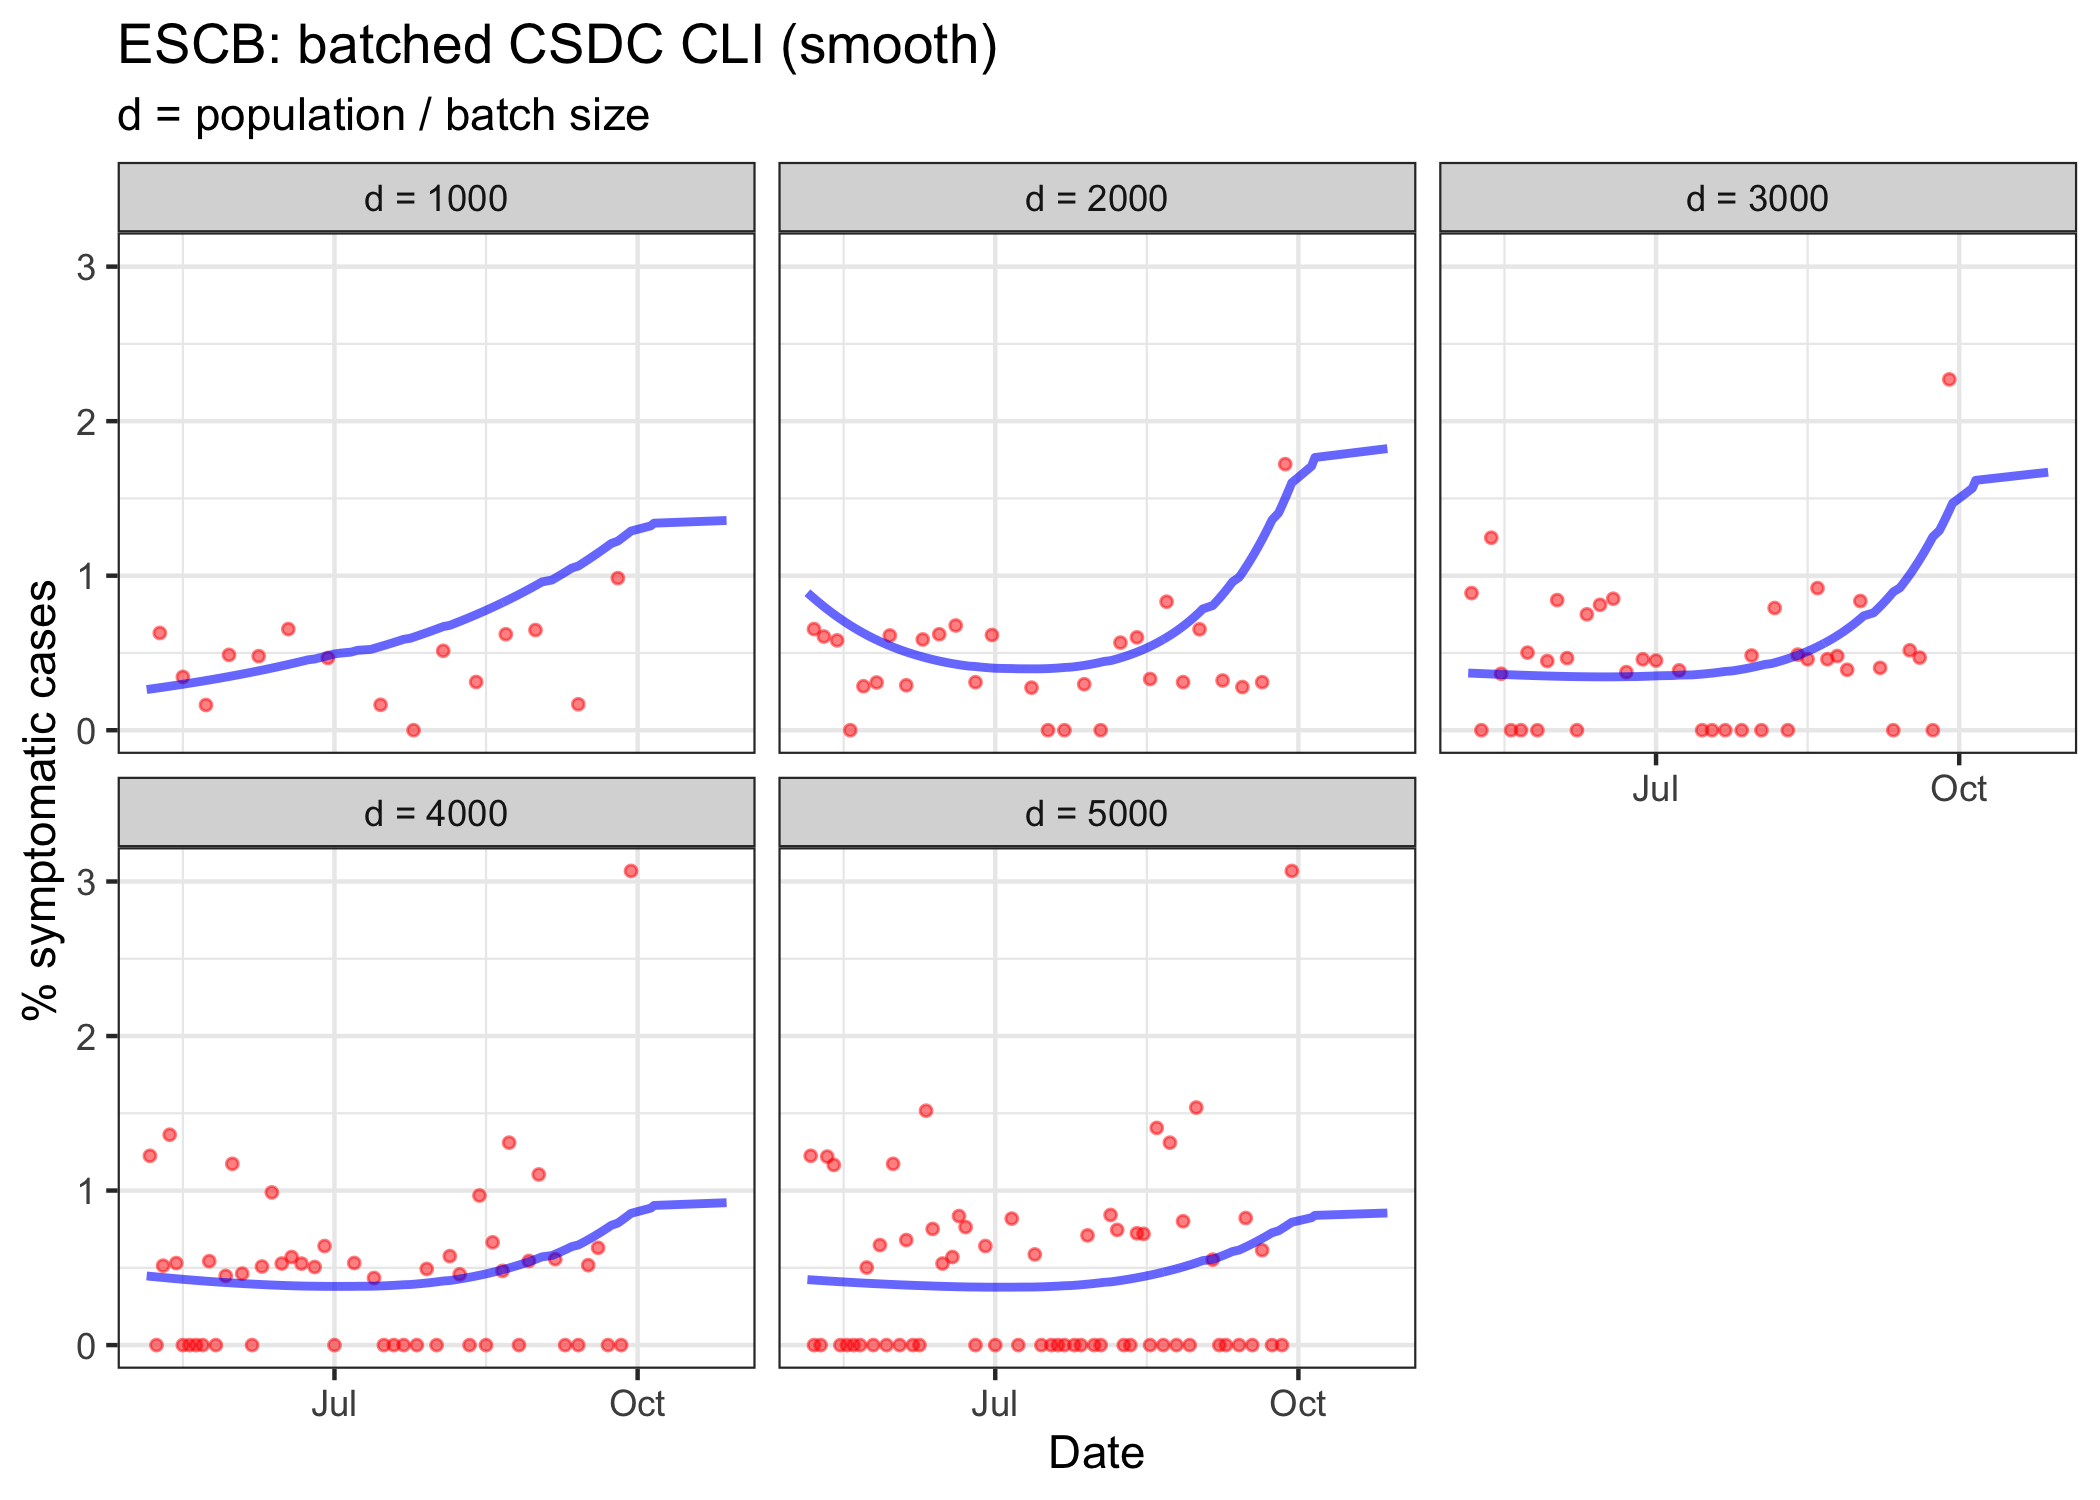 ESCB: batched CSDC CLI (smooth)
d = population / batch size
d = 1000
d = 2000
d = 3000
3
2
1
0
Jul
Oct
d = 4000
d = 5000
3
2
1
0
Jul
Oct
Jul
Oct
% symptomatic cases
Date